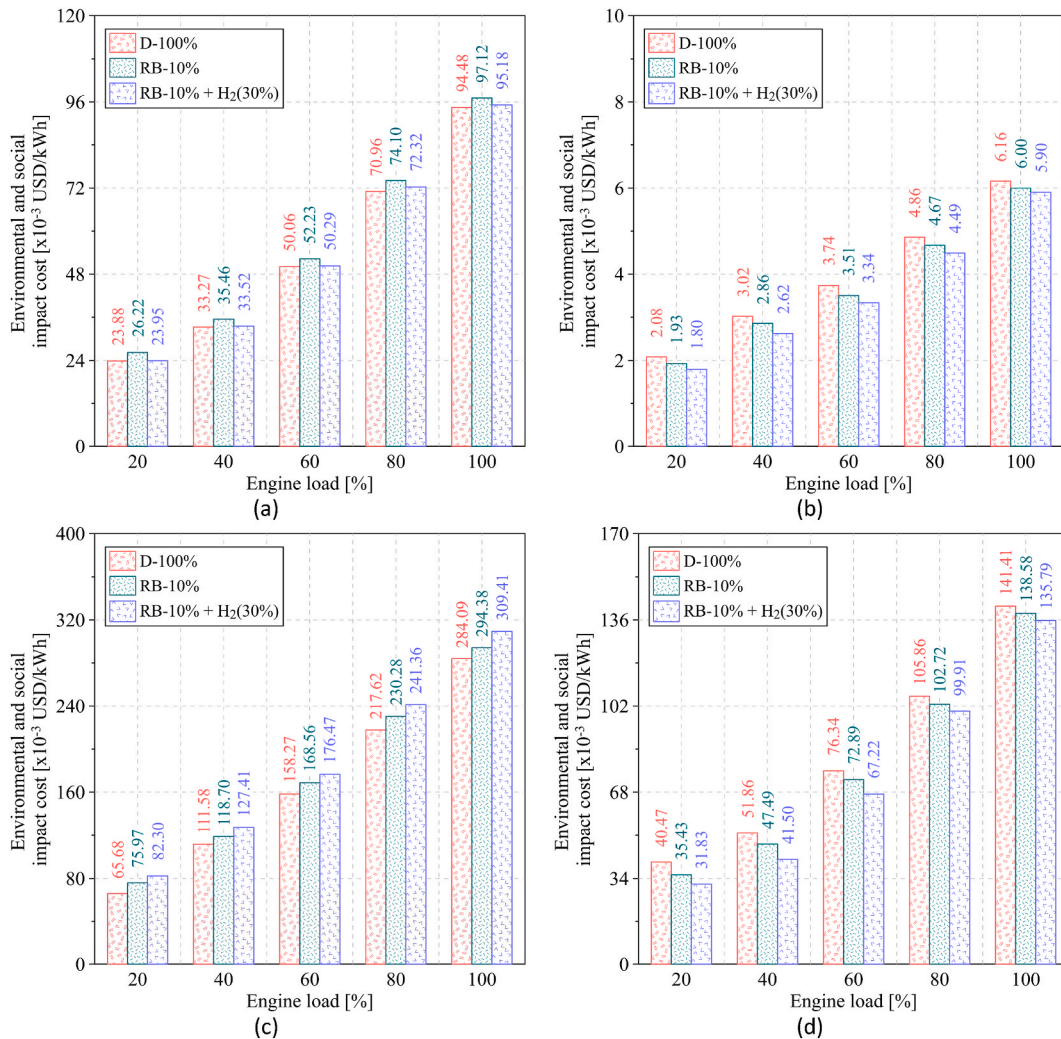 120
96
72
48
24
0
Environmental and social
impact cost [x10⁻³ USD/kWh]
D-100%
RB-10%
RB-10% + H₂(30%)
23.88
26.22
23.95
33.27
35.46
33.52
50.06
52.23
50.29
70.96
74.10
72.32
94.48
97.12
95.18
20 40 60 80 100
Engine load [%]
(a)
10
8
6
4
2
0
Environmental and social
impact cost [x10⁻³ USD/kWh]
D-100%
RB-10%
RB-10% + H₂(30%)
2.08
1.93
1.80
3.02
2.86
2.62
3.74
3.51
3.34
4.86
4.67
4.49
6.16
6.00
5.90
20 40 60 80 100
Engine load [%]
(b)
400
320
240
160
80
0
Environmental and social
impact cost [x10⁻³ USD/kWh]
D-100%
RB-10%
RB-10% + H₂(30%)
65.68
75.97
82.30
111.58
118.70
127.41
158.27
168.56
176.47
217.62
230.28
241.36
284.09
294.38
309.41
20 40 60 80 100
Engine load [%]
(c)
170
136
102
68
34
0
Environmental and social
impact cost [x10⁻³ USD/kWh]
D-100%
RB-10%
RB-10% + H₂(30%)
40.47
35.43
31.83
51.86
47.49
41.50
76.34
72.89
67.22
105.86
102.72
99.91
141.41
138.58
135.79
20 40 60 80 100
Engine load [%]
(d)